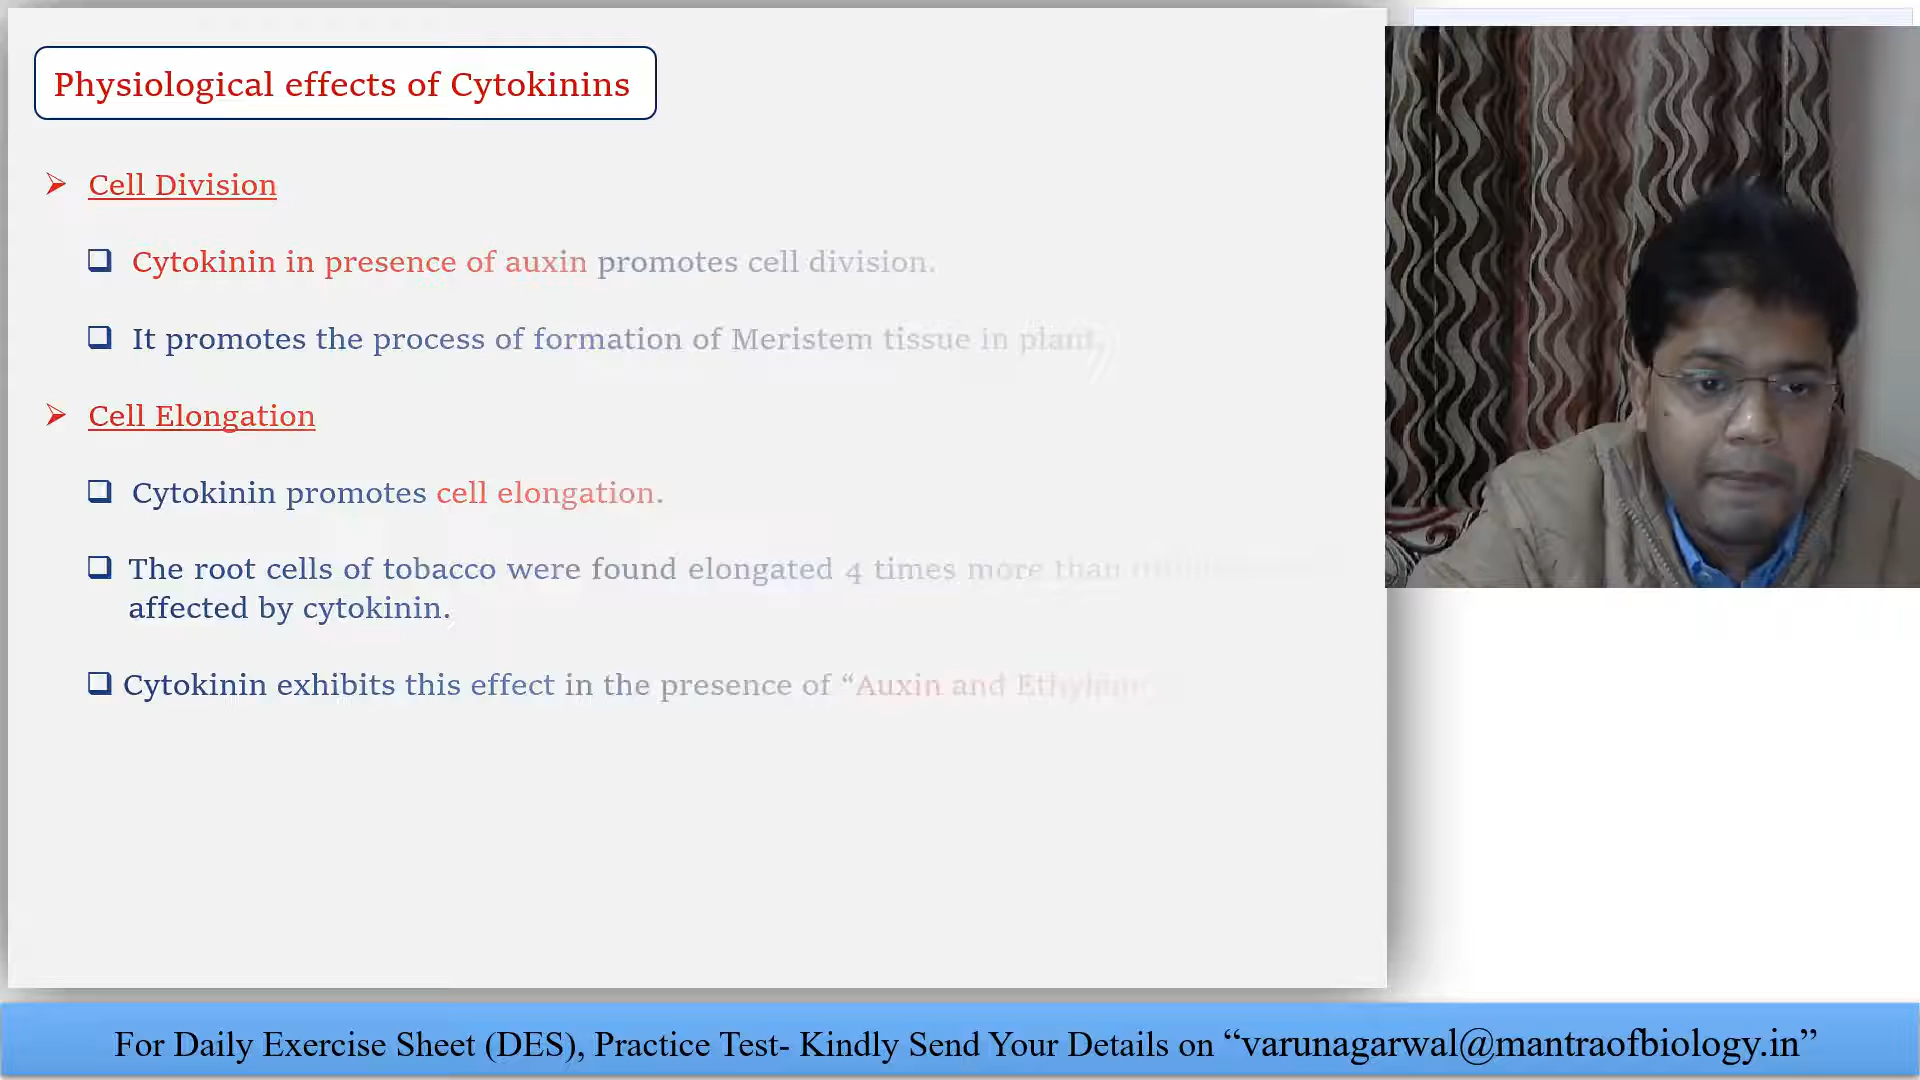 Physiological effects of Cytokinins
Cell Division
Cytokinin in presence of auxin promotes cell division.
It promotes the process of formation of Meristem tissue in plant.
Cell Elongation
Cytokinin promotes cell elongation.
The root cells of tobacco were found elongated 4 times more than
affected by cytokinin.
Cytokinin exhibits this effect in the presence of “Auxin and
For Daily Exercise Sheet (DES), Practice Test- Kindly Send Your Details on “varunagarwal@mantraofbiology.in”